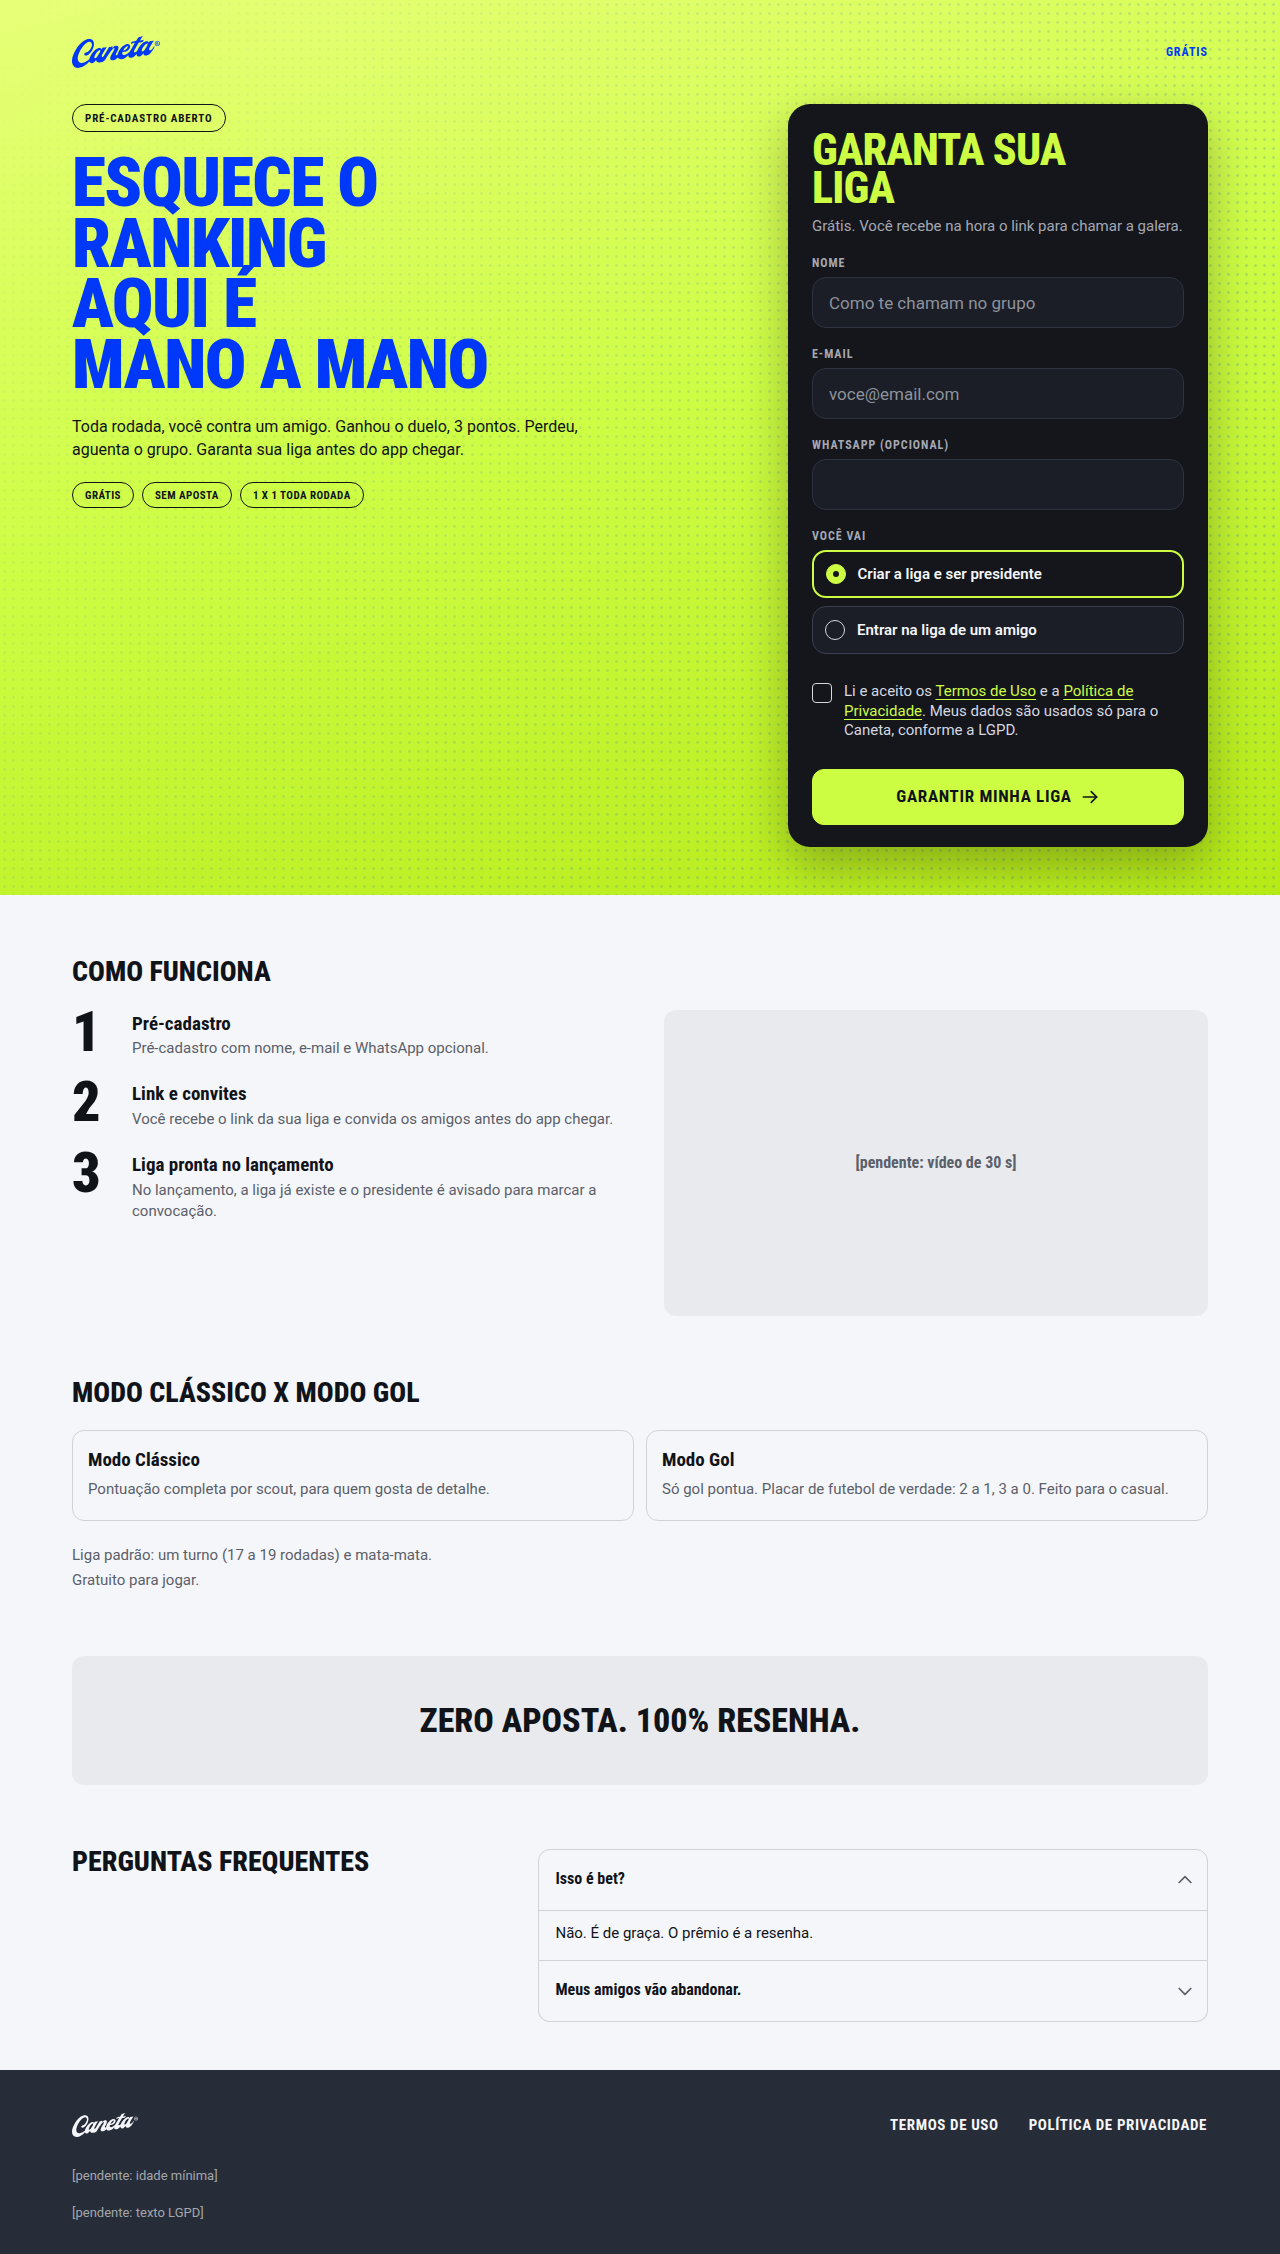 Caneta®
GRÁTIS
PRÉ-CADASTRO ABERTO
ESQUECE O
RANKING
AQUI É
MANO A MANO
Toda rodada, você contra um amigo. Ganhou o duelo, 3 pontos. Perdeu,
aguenta o grupo. Garanta sua liga antes do app chegar.
GRÁTIS
SEM APOSTA
1 X 1 TODA RODADA
GARANTA SUA
LIGA
Grátis. Você recebe na hora o link para chamar a galera.
NOME
Como te chamam no grupo
E-MAIL
voce@email.com
WHATSAPP (OPCIONAL)
VOCÊ VAI
Criar a liga e ser presidente
Entrar na liga de um amigo
Li e aceito os Termos de Uso e a Política de
Privacidade. Meus dados são usados só para o
Caneta, conforme a LGPD.
GARANTIR MINHA LIGA →
COMO FUNCIONA
1
Pré-cadastro
Pré-cadastro com nome, e-mail e WhatsApp opcional.
2
Link e convites
Você recebe o link da sua liga e convida os amigos antes do app chegar.
3
Liga pronta no lançamento
No lançamento, a liga já existe e o presidente é avisado para marcar a
convocação.
[pendente: vídeo de 30 s]
MODO CLÁSSICO X MODO GOL
Modo Clássico
Pontuação completa por scout, para quem gosta de detalhe.
Modo Gol
Só gol pontua. Placar de futebol de verdade: 2 a 1, 3 a 0. Feito para o casual.
Liga padrão: um turno (17 a 19 rodadas) e mata-mata.
Gratuito para jogar.
ZERO APOSTA. 100% RESENHA.
PERGUNTAS FREQUENTES
Isso é bet?
Não. É de graça. O prêmio é a resenha.
Meus amigos vão abandonar.
Caneta®
TERMOS DE USO
POLÍTICA DE PRIVACIDADE
[pendente: idade mínima]
[pendente: texto LGPD]